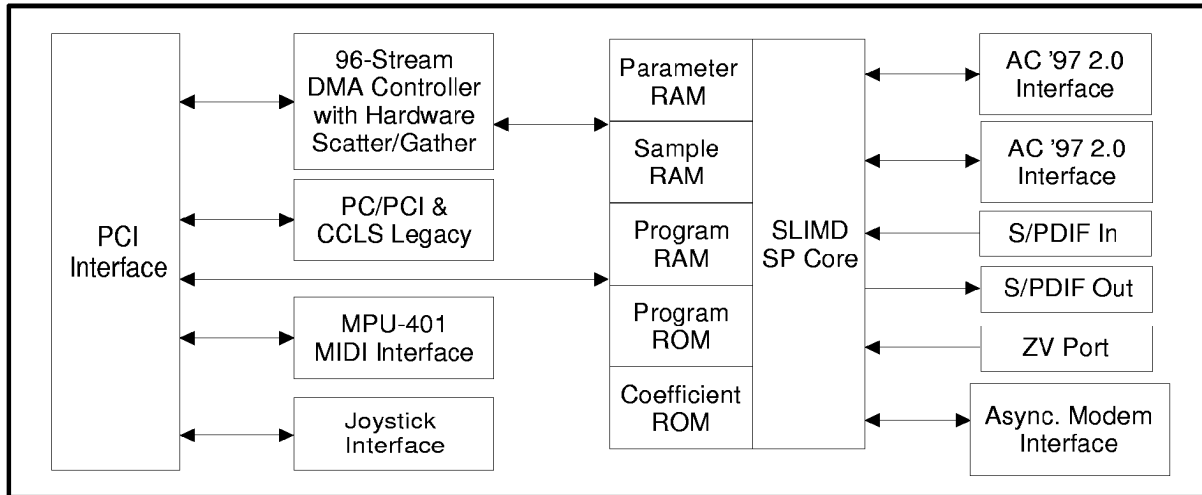 PCI
Interface
96-Stream
DMA Controller
with Hardware
Scatter/Gather
PC/PCI &
CCLS Legacy
MPU-401
MIDI Interface
Joystick
Interface
Parameter
RAM
Sample
RAM
Program
RAM
Program
ROM
Coefficient
ROM
SLIMD
SP Core
AC '97 2.0
Interface
AC '97 2.0
Interface
S/PDIF In
S/PDIF Out
ZV Port
Async. Modem
Interface